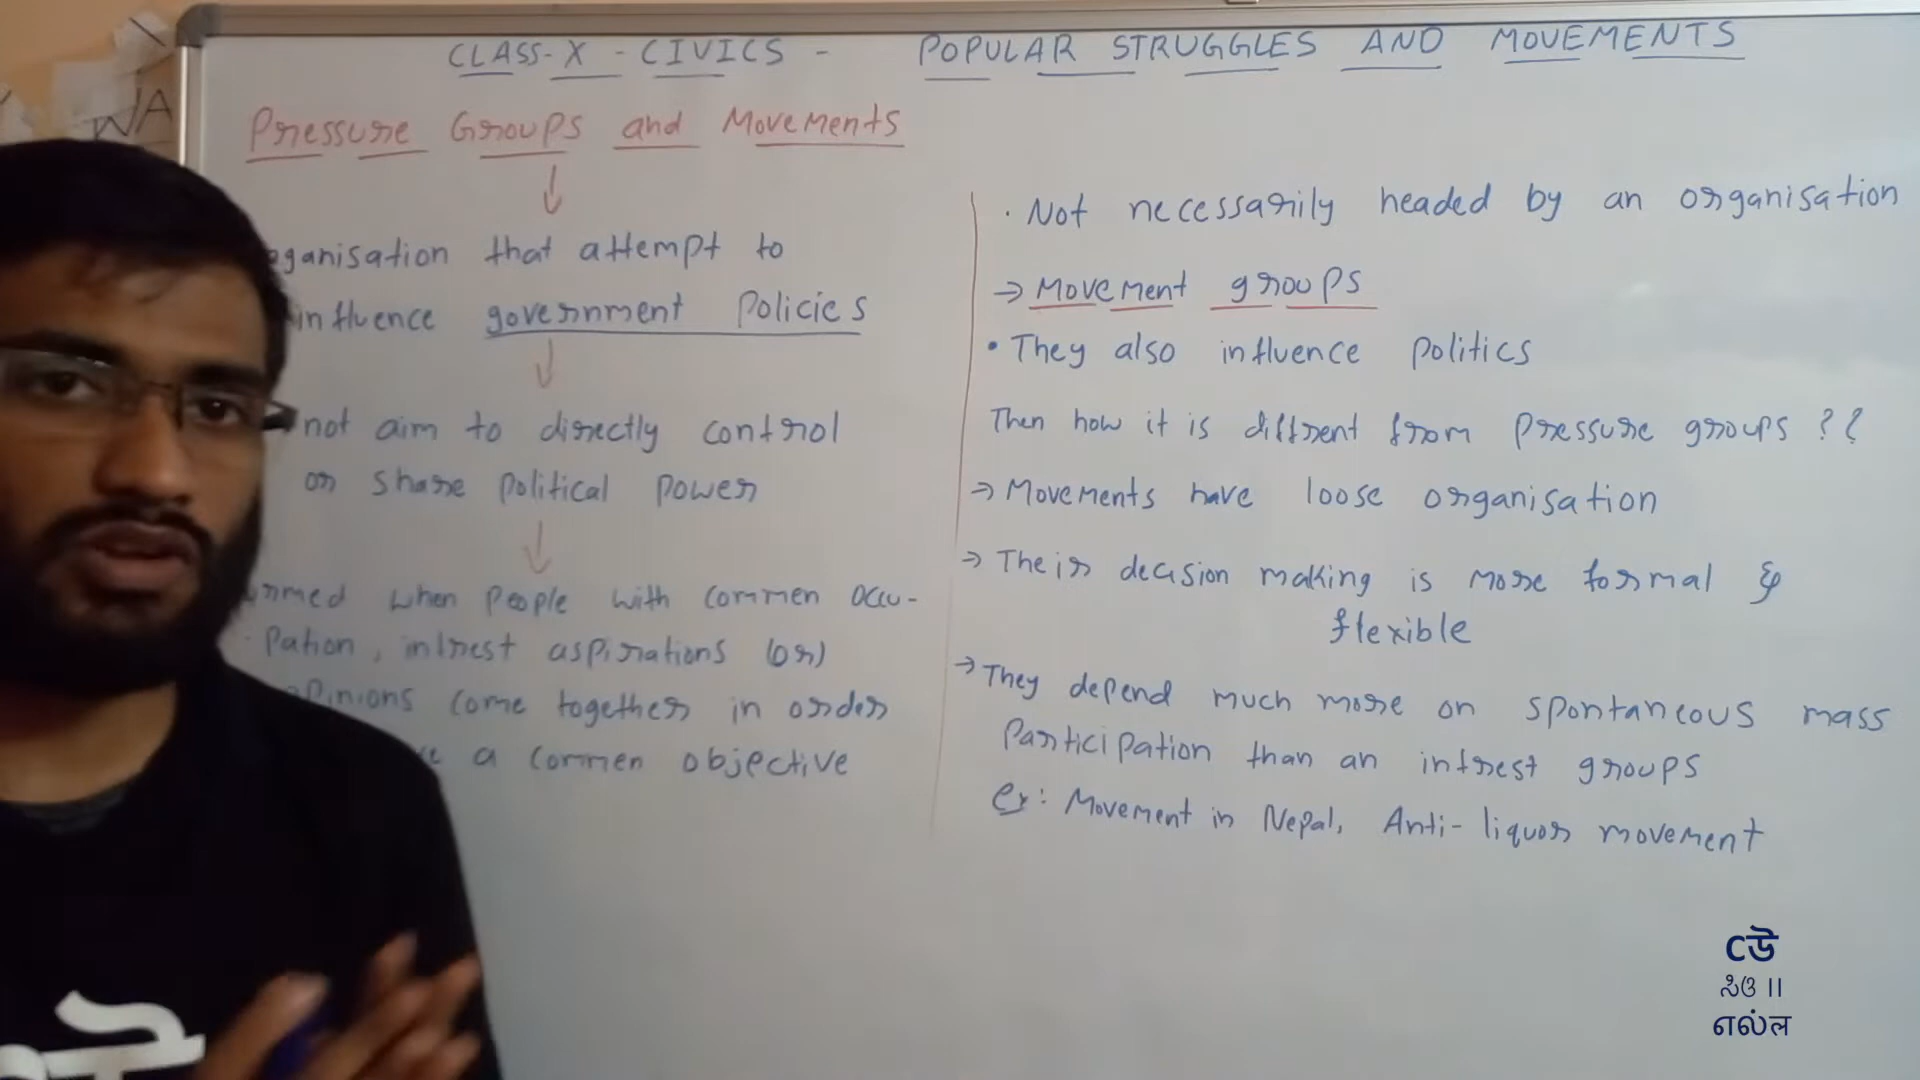 CLASS-X - CIVICS - POPULAR STRUGGLES AND MOVEMENTS
Pressure Groups and Movements
ganisation that attempt to
influence government Policies
not aim to directly control
or share political power
rmed when people with commen occu-
pation, intrest aspirations (or)
pinions come together in order
a commen objective
. Not necessarily headed by an organisation
→ Movement groups
• They also influence politics
Then how it is diffrent from pressure groups ??
→ Movements have loose organisation
→ Their decision making is more formal &
flexible
→ They depend much more on spontaneous mass
Participation than an intrest groups
Ex: Movement in Nepal, Anti-liquor movement